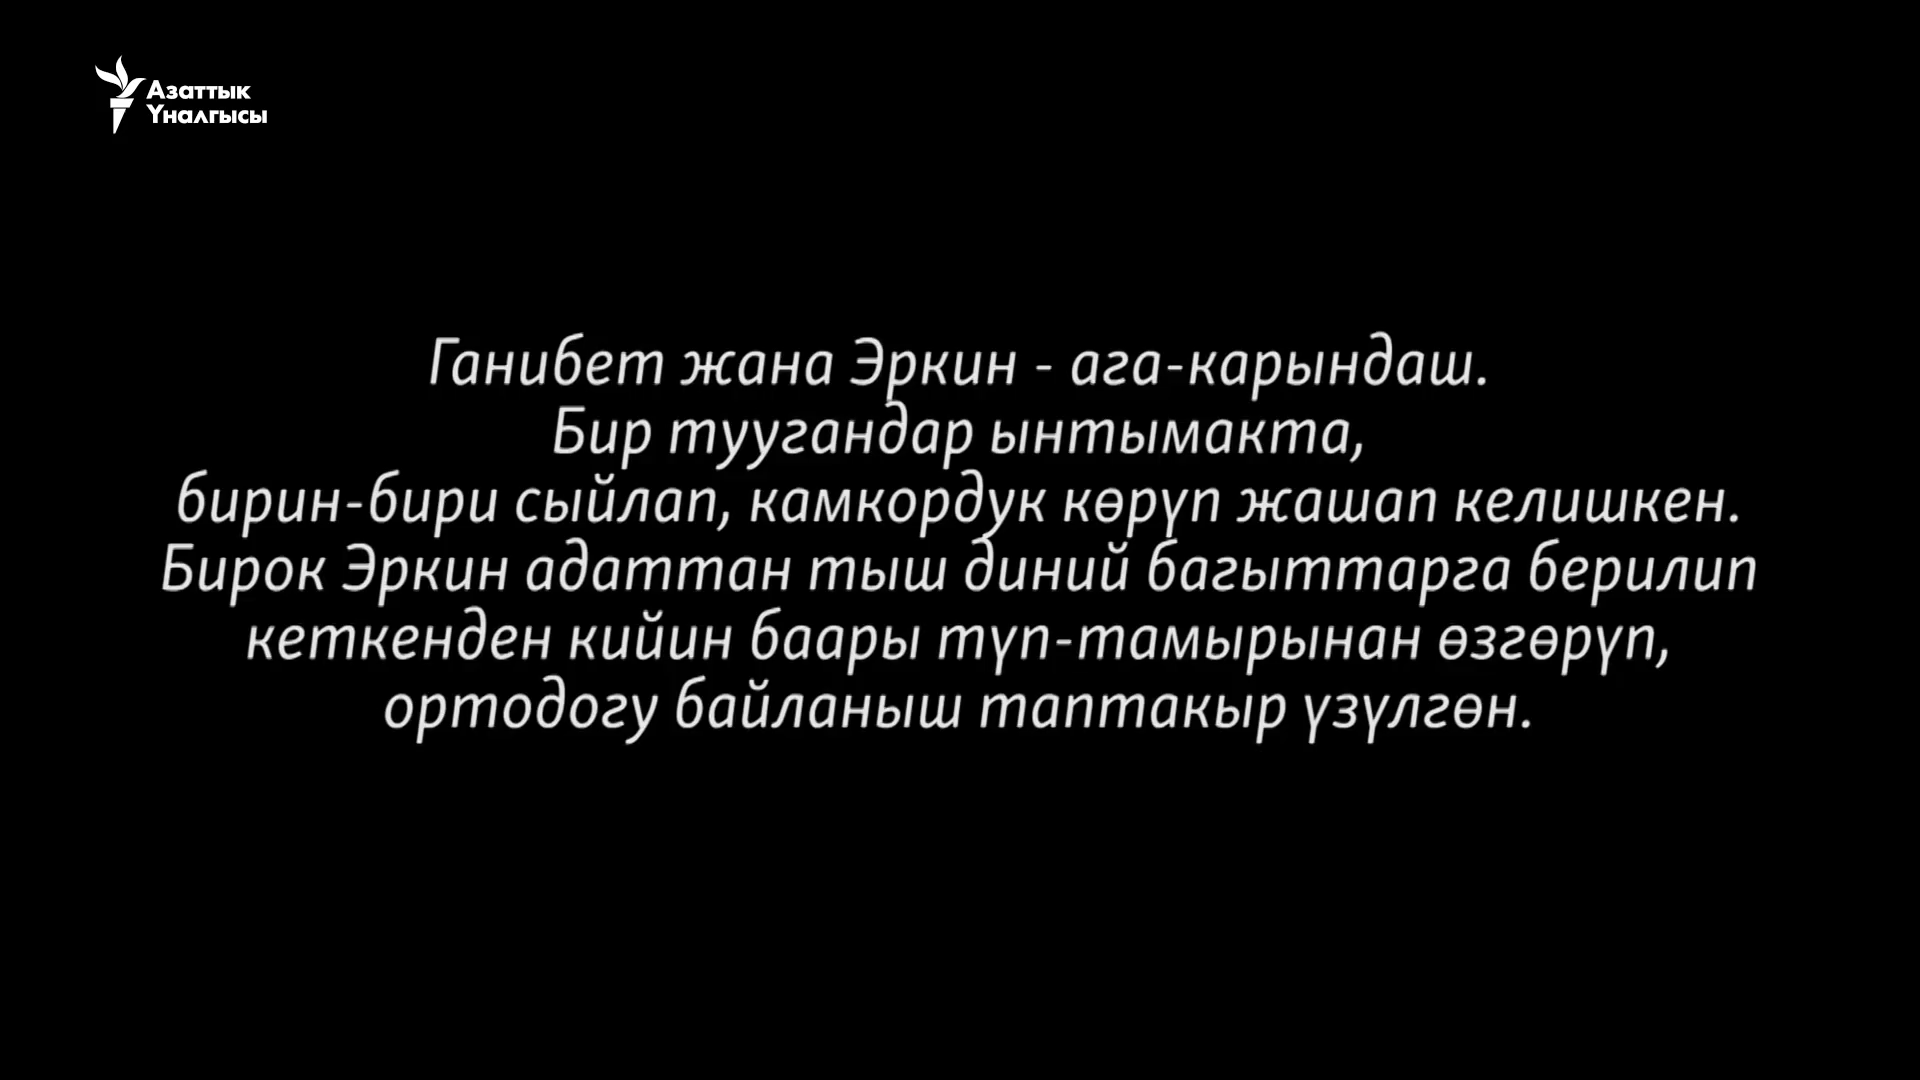 Азаттык
Үналгысы
Ганибет жана Эркин - ага-карындаш.
Бир туугандар ынтымакта,
бирин-бири сыйлап, камкордук көрүп жашап келишкен.
Бирок Эркин адаттан тыш диний багыттарга берилип
кеткенден кийин баары түп-тамырынан өзгөрүп,
ортодогу байланыш таптакыр үзүлгөн.